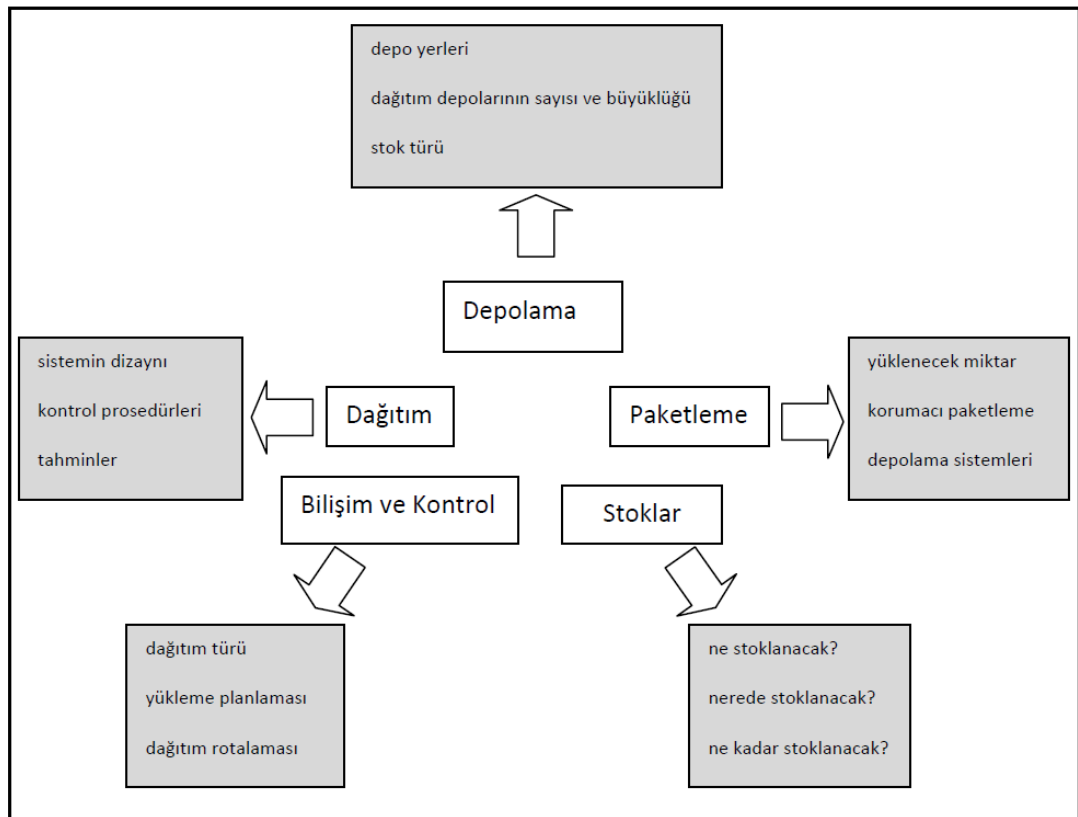 depo yerleri
dağıtım depolarının sayısı ve büyüklüğü
stok türü
Depolama
sistemin dizaynı
kontrol prosedürleri
tahminler
Dağıtım
Paketleme
yüklenecek miktar
korumacı paketleme
depolama sistemleri
Bilişim ve Kontrol
Stoklar
dağıtım türü
yükleme planlaması
dağıtım rotalaması
ne stoklanacak?
nerede stoklanacak?
ne kadar stoklanacak?